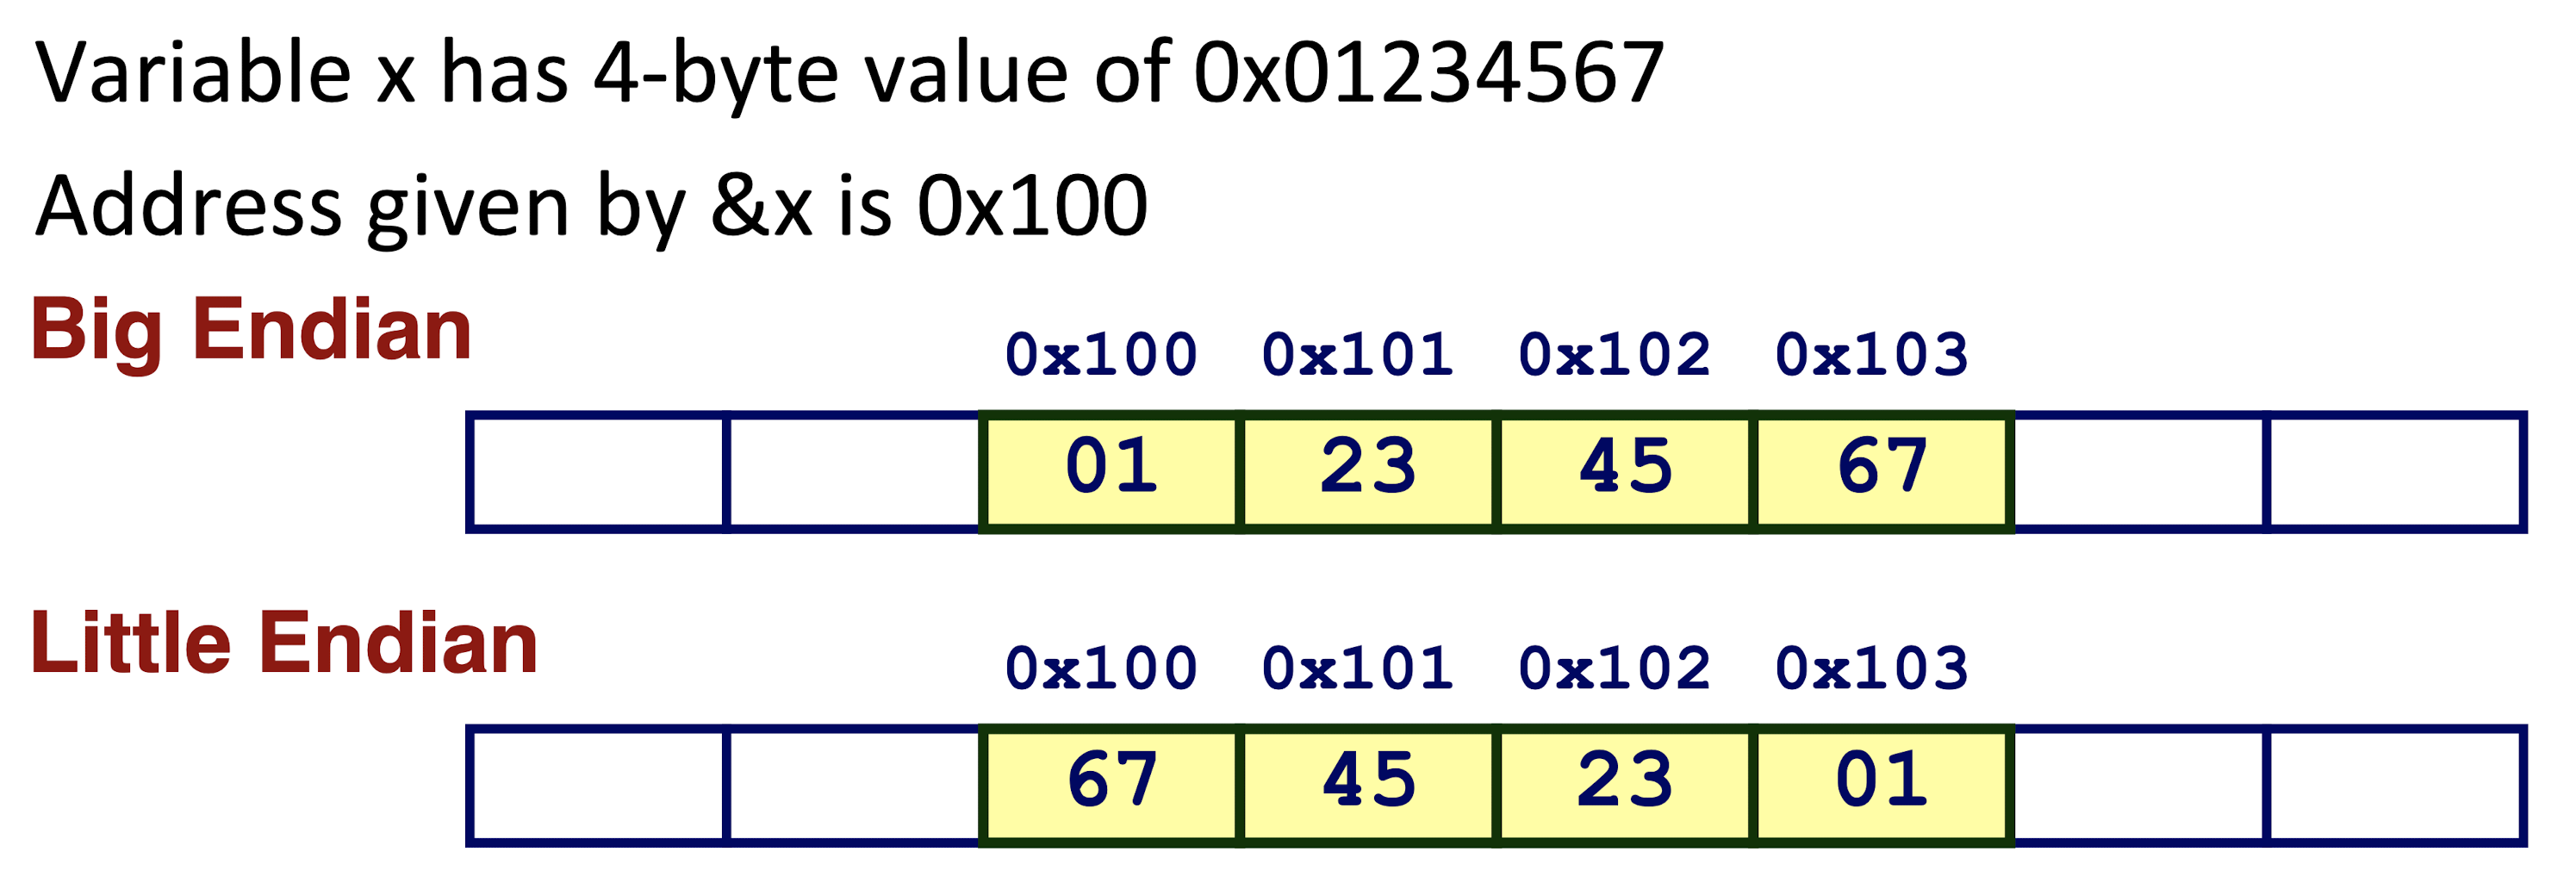 Variable x has 4-byte value of 0x01234567
Address given by &x is 0x100
Big Endian
0x100 0x101 0x102 0x103
01 23 45 67
Little Endian
0x100 0x101 0x102 0x103
67 45 23 01